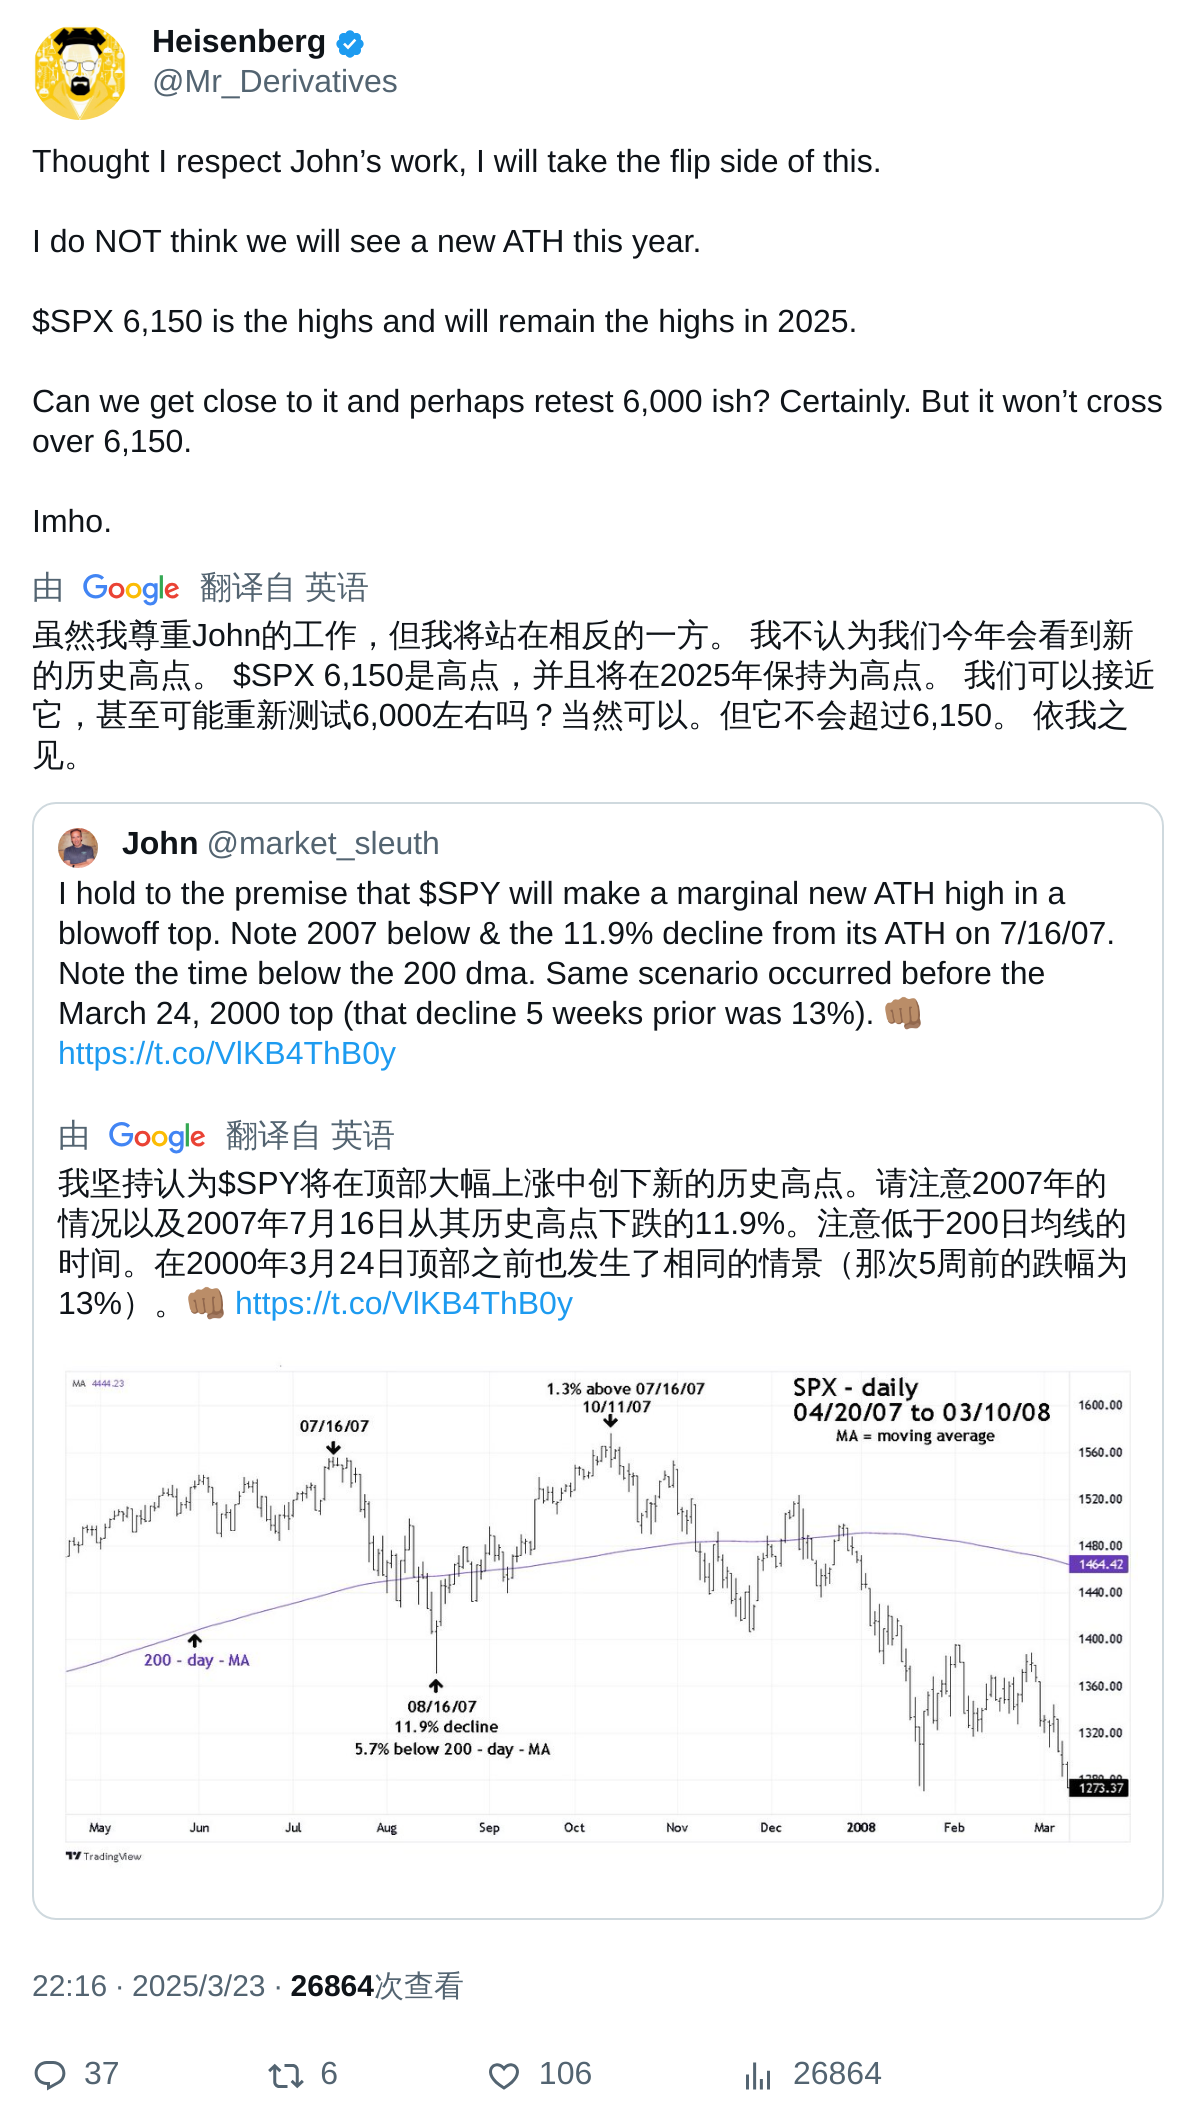 Heisenberg
@Mr_Derivatives
Thought I respect John’s work, I will take the flip side of this.
I do NOT think we will see a new ATH this year.
$SPX 6,150 is the highs and will remain the highs in 2025.
Can we get close to it and perhaps retest 6,000 ish? Certainly. But it won’t cross
over 6,150.
Imho.
由 Google 翻译自 英语
虽然我尊重John的工作，但我将站在相反的一方。 我不认为我们今年会看到新
的历史高点。 $SPX 6,150是高点，并且将在2025年保持为高点。 我们可以接近
它，甚至可能重新测试6,000左右吗？当然可以。但它不会超过6,150。 依我之
见。
John @market_sleuth
I hold to the premise that $SPY will make a marginal new ATH high in a
blowoff top. Note 2007 below & the 11.9% decline from its ATH on 7/16/07.
Note the time below the 200 dma. Same scenario occurred before the
March 24, 2000 top (that decline 5 weeks prior was 13%). 👊🏽
https://t.co/VlKB4ThB0y
由 Google 翻译自 英语
我坚持认为$SPY将在顶部大幅上涨中创下新的历史高点。请注意2007年的
情况以及2007年7月16日从其历史高点下跌的11.9%。注意低于200日均线的
时间。在2000年3月24日顶部之前也发生了相同的情景（那次5周前的跌幅为
13%）。👊🏽 https://t.co/VlKB4ThB0y
MA 4444.23
SPX - daily
04/20/07 to 03/10/08
MA = moving average
1.3% above 07/16/07
10/11/07
07/16/07
200 - day - MA
08/16/07
11.9% decline
5.7% below 200 - day - MA
1600.00
1560.00
1520.00
1480.00
1464.42
1440.00
1400.00
1360.00
1320.00
1280.00
1273.37
May Jun Jul Aug Sep Oct Nov Dec 2008 Feb Mar
TradingView
22:16 · 2025/3/23 · 26864次查看
37 6 106 26864